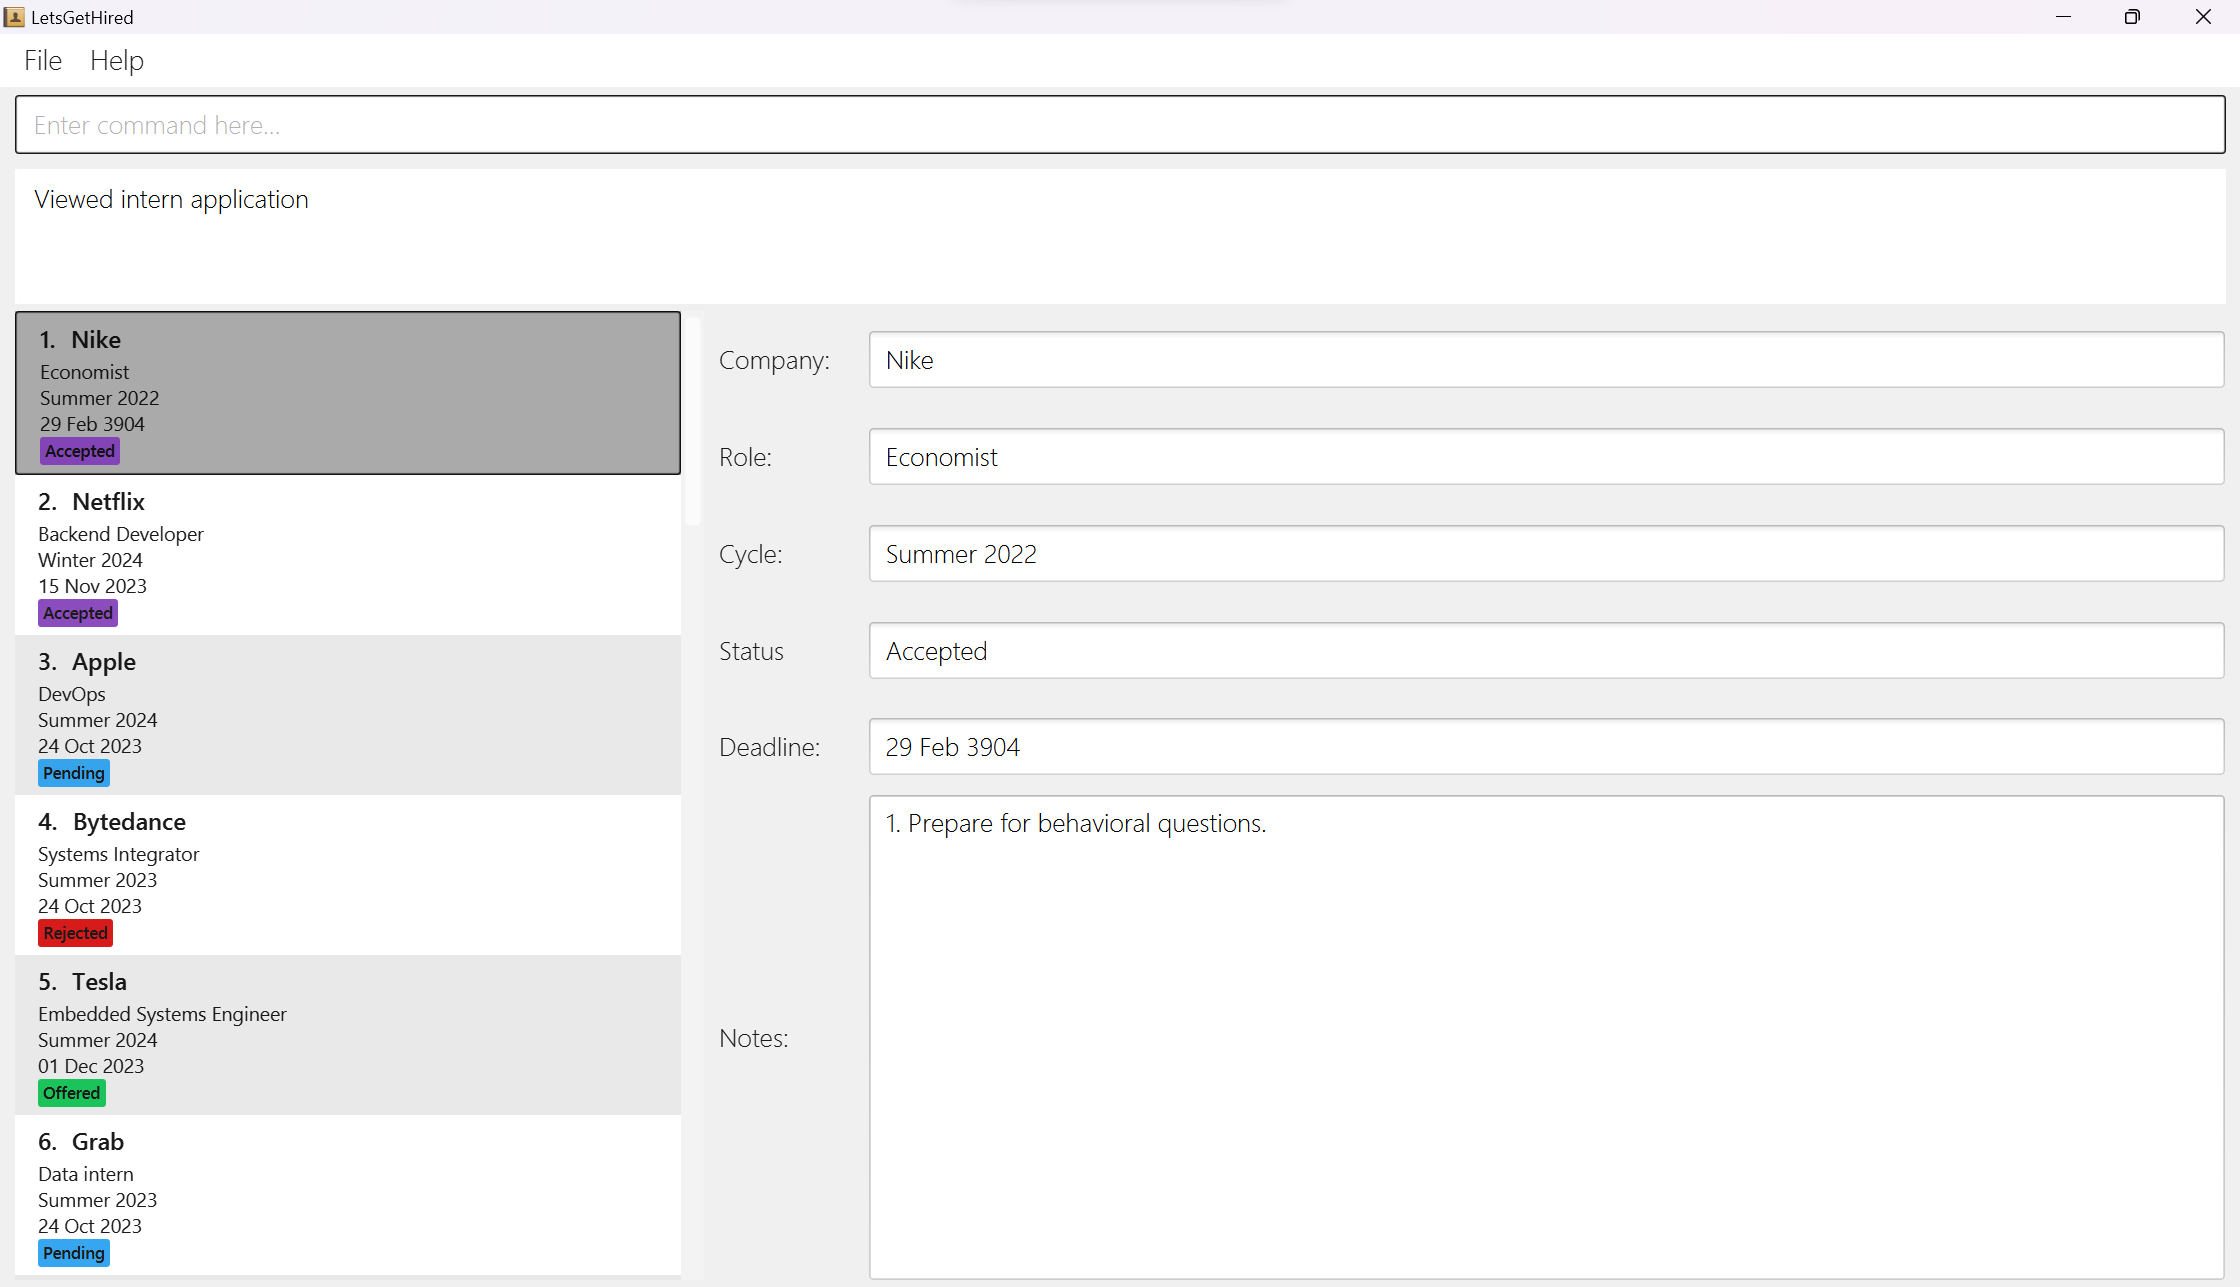 LetsGetHired
File Help
Enter command here...
Viewed intern application
1. Nike
Economist
Summer 2022
29 Feb 3904
Accepted
2. Netflix
Backend Developer
Winter 2024
15 Nov 2023
Accepted
3. Apple
DevOps
Summer 2024
24 Oct 2023
Pending
4. Bytedance
Systems Integrator
Summer 2023
24 Oct 2023
Rejected
5. Tesla
Embedded Systems Engineer
Summer 2024
01 Dec 2023
Offered
6. Grab
Data intern
Summer 2023
24 Oct 2023
Pending
Company: Nike
Role: Economist
Cycle: Summer 2022
Status Accepted
Deadline: 29 Feb 3904
Notes: 1. Prepare for behavioral questions.